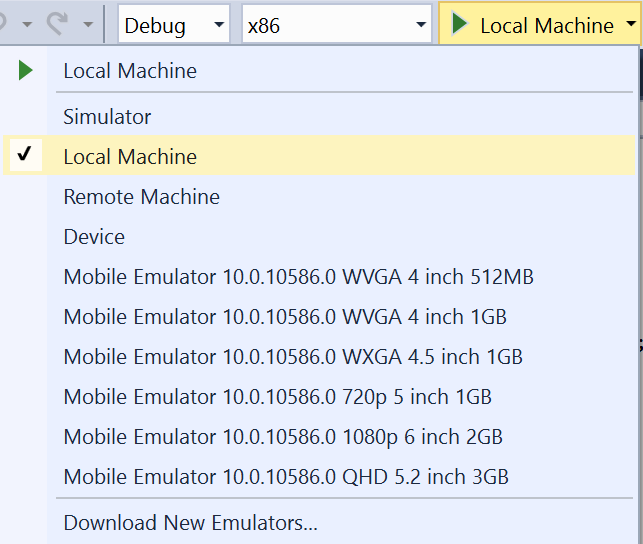 Debug x86 Local Machine
Local Machine
Simulator
Local Machine
Remote Machine
Device
Mobile Emulator 10.0.10586.0 WVGA 4 inch 512MB
Mobile Emulator 10.0.10586.0 WVGA 4 inch 1GB
Mobile Emulator 10.0.10586.0 WXGA 4.5 inch 1GB
Mobile Emulator 10.0.10586.0 720p 5 inch 1GB
Mobile Emulator 10.0.10586.0 1080p 6 inch 2GB
Mobile Emulator 10.0.10586.0 QHD 5.2 inch 3GB
Download New Emulators...